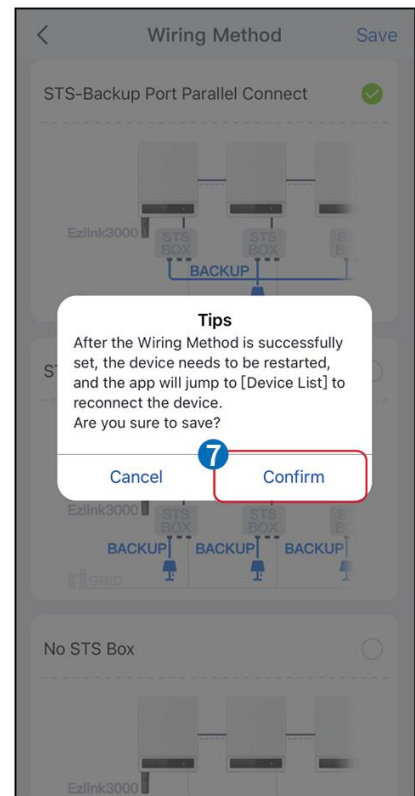 Wiring Method
Save
STS-Backup Port Parallel Connect
Ezlink3000
STS
BOX
STS
BOX
BACKUP
Tips
After the Wiring Method is successfully
set, the device needs to be restarted,
and the app will jump to [Device List] to
reconnect the device.
Are you sure to save?
7
Cancel
Confirm
Ezlink3000
STS
BOX
STS
BOX
BACKUP
BACKUP
BACKUP
GRID
No STS Box
Ezlink3000